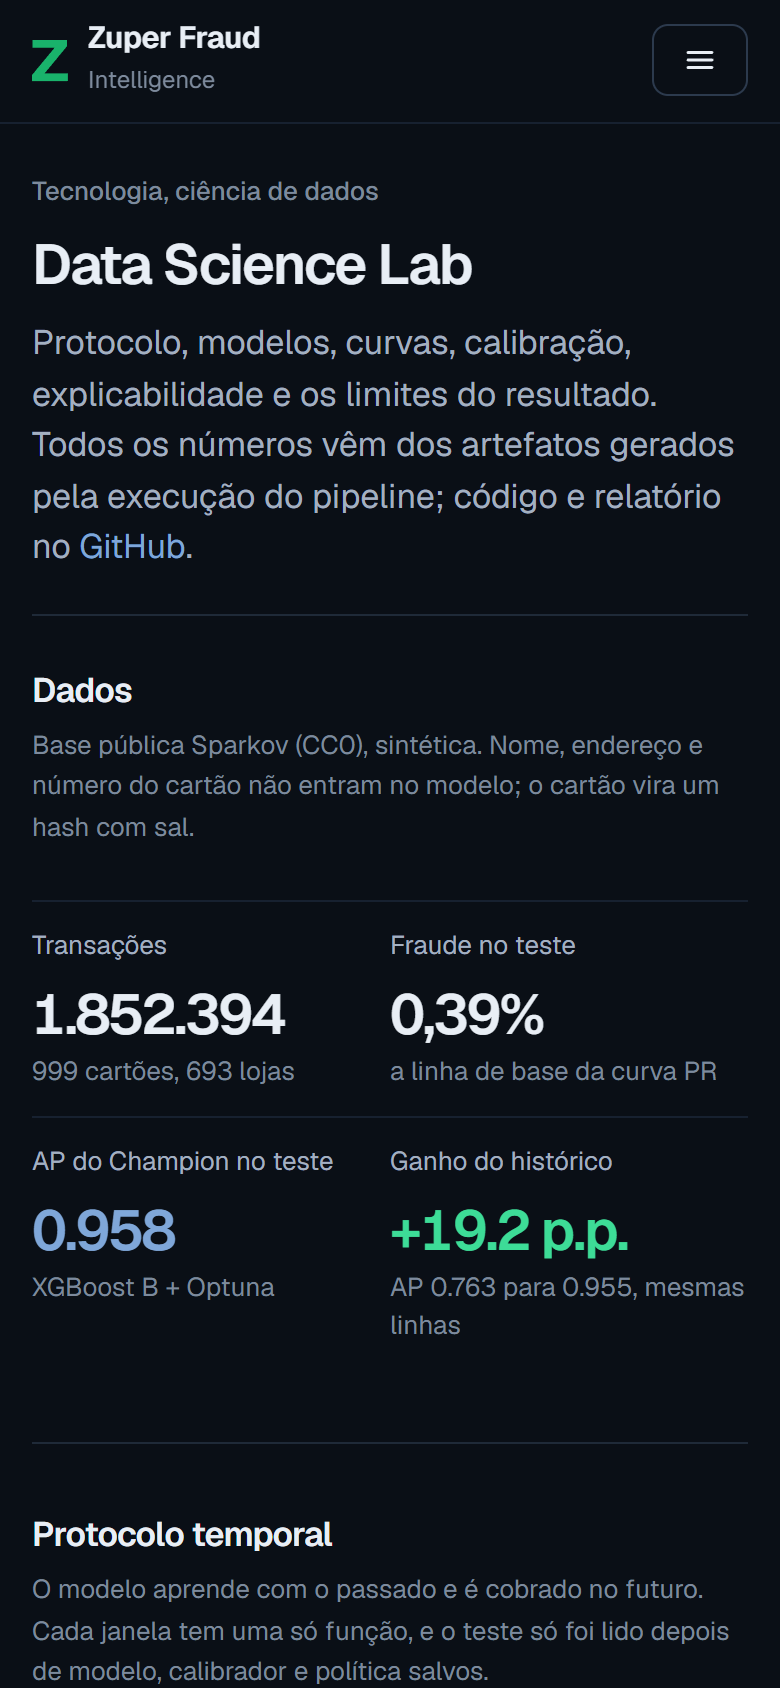 Z
Zuper Fraud
Intelligence
Tecnologia, ciência de dados
Data Science Lab
Protocolo, modelos, curvas, calibração,
explicabilidade e os limites do resultado.
Todos os números vêm dos artefatos gerados
pela execução do pipeline; código e relatório
no GitHub.
Dados
Base pública Sparkov (CC0), sintética. Nome, endereço e
número do cartão não entram no modelo; o cartão vira um
hash com sal.
Transações
1.852.394
999 cartões, 693 lojas
Fraude no teste
0,39%
a linha de base da curva PR
AP do Champion no teste
0.958
XGBoost B + Optuna
Ganho do histórico
+19.2 p.p.
AP 0.763 para 0.955, mesmas
linhas
Protocolo temporal
O modelo aprende com o passado e é cobrado no futuro.
Cada janela tem uma só função, e o teste só foi lido depois
de modelo, calibrador e política salvos.